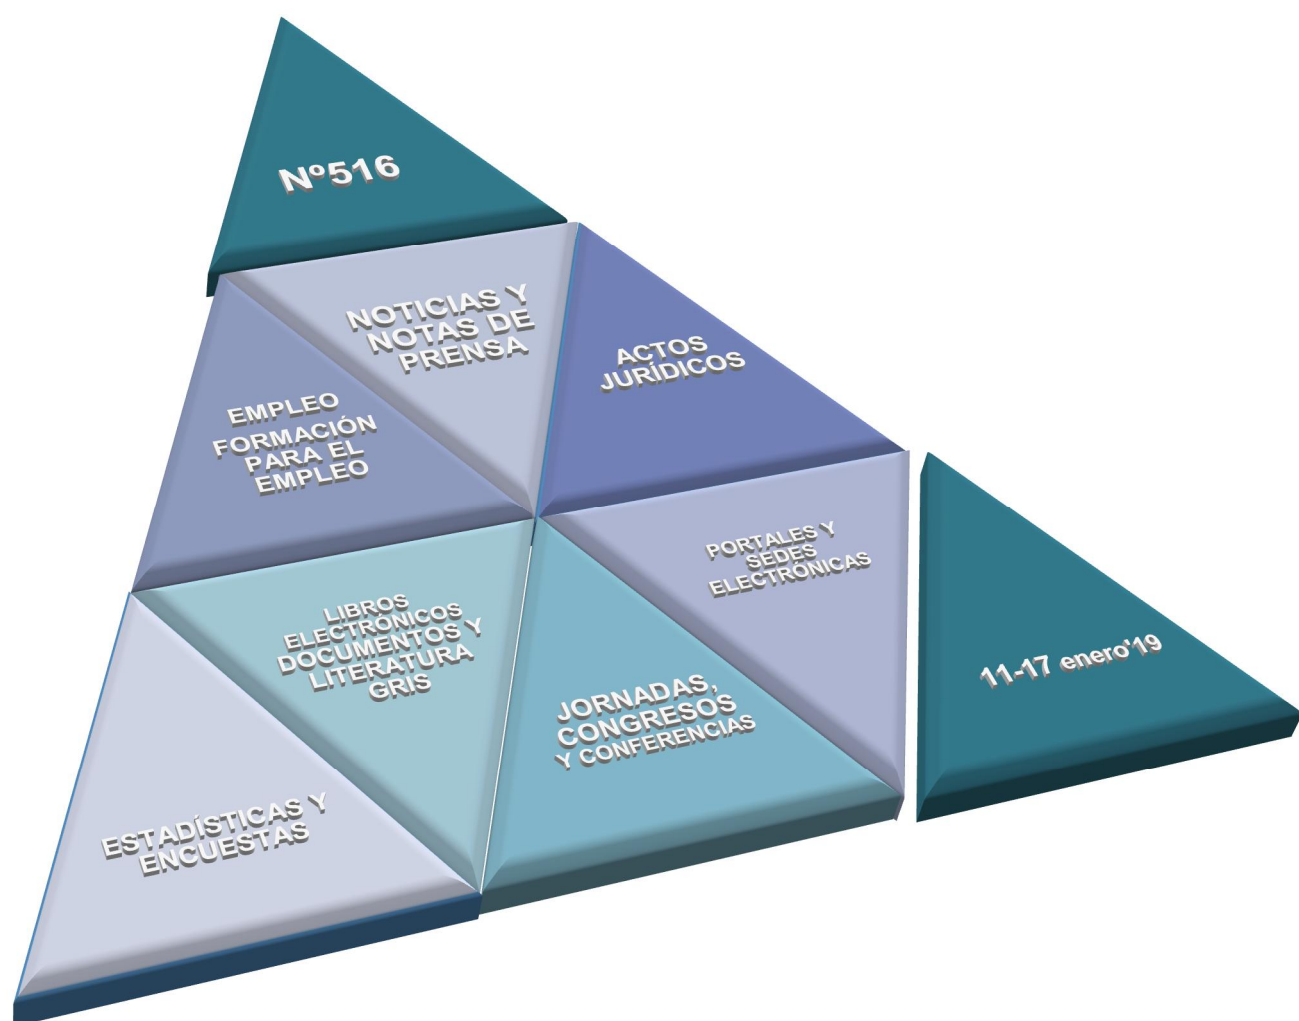 Nº516
NOTICIAS Y
NOTAS DE
PRENSA
ACTOS
JURÍDICOS
EMPLEO
FORMACIÓN
PARA EL
EMPLEO
PORTALES Y
SEDES
ELECTRÓNICAS
LIBROS
ELECTRÓNICOS
DOCUMENTOS Y
LITERATURA
GRIS
JORNADAS,
CONGRESOS
Y CONFERENCIAS
11-17 enero'19
ESTADÍSTICAS Y
ENCUESTAS